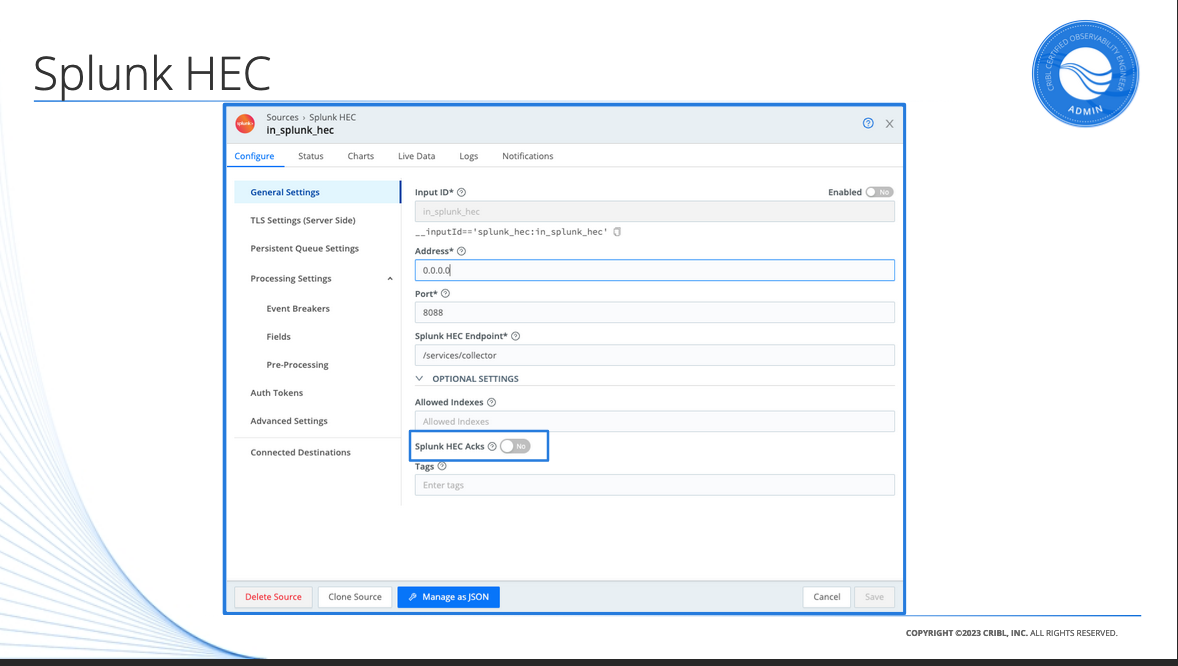 Splunk HEC
CRIBL CERTIFIED OBSERVABILITY ENGINEER
ADMIN
Sources › Splunk HEC
in_splunk_hec
Configure Status Charts Live Data Logs Notifications
General Settings
TLS Settings (Server Side)
Persistent Queue Settings
Processing Settings
Event Breakers
Fields
Pre-Processing
Auth Tokens
Advanced Settings
Connected Destinations
Input ID* Enabled No
in_splunk_hec
__inputId=='splunk_hec:in_splunk_hec'
Address*
0.0.0.0
Port*
8088
Splunk HEC Endpoint*
/services/collector
OPTIONAL SETTINGS
Allowed Indexes
Allowed Indexes
Splunk HEC Acks No
Tags
Enter tags
Delete Source Clone Source Manage as JSON Cancel Save
COPYRIGHT ©2023 CRIBL, INC. ALL RIGHTS RESERVED.